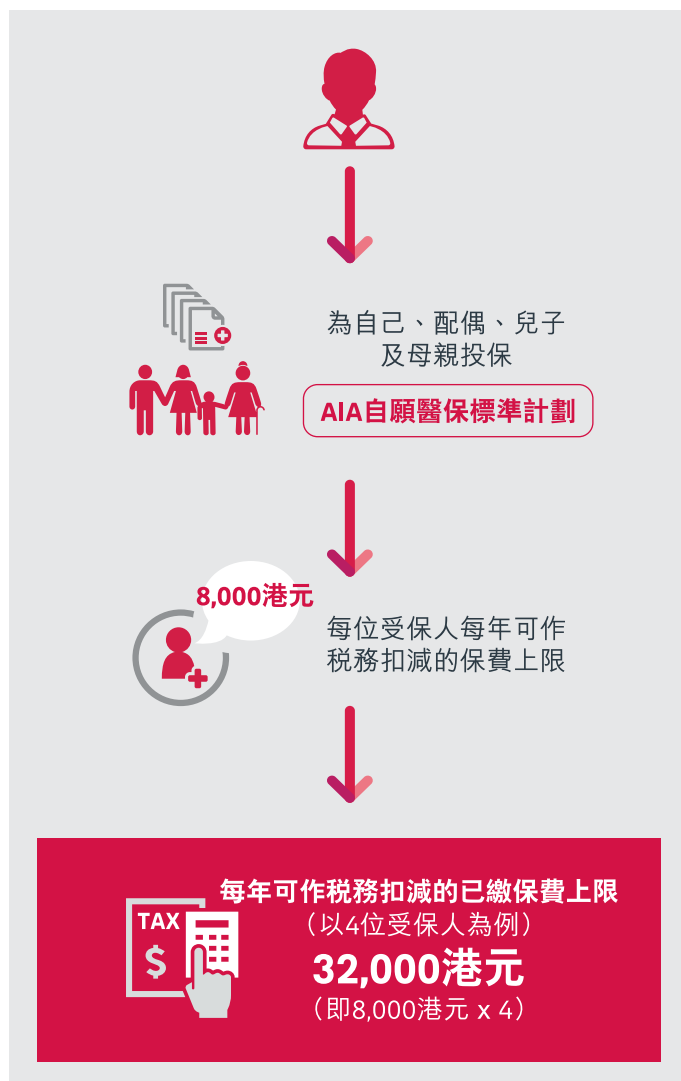 為自己、配偶、兒子
及母親投保
AIA自願醫保標準計劃
8,000港元
每位受保人每年可作
税務扣減的保費上限
每年可作税務扣減的已繳保費上限
（以4位受保人為例）
32,000港元
（即8,000港元 x 4）
TAX
$